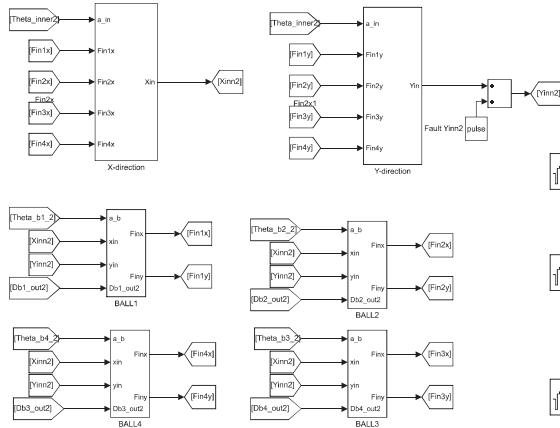 [Theta_inner2]
a_in
[Fin1x]
Fin1x
[Fin2x]
Fin2x
Fin2x
[Fin3x]
Fin3x
[Fin4x]
Fin4x
Xin
[Xinn2]
X-direction
[Theta_inner2]
a_in
[Fin1y]
Fin1y
[Fin2y]
Fin2y
Fin2x1
[Fin3y]
Fin3y
[Fin4y]
Fin4y
Yin
[Yinn2]
Fault Yinn2
pulse
Y-direction
[Theta_b1_2]
a_b
[Xinn2]
xin
[Yinn2]
yin
[Db1_out2]
Db1_out2
Finx
[Fin1x]
Finy
[Fin1y]
BALL1
[Theta_b2_2]
a_b
[Xinn2]
xin
[Yinn2]
yin
[Db2_out2]
Db2_out2
Finx
[Fin2x]
Finy
[Fin2y]
BALL2
[Theta_b4_2]
a_b
[Xinn2]
xin
[Yinn2]
yin
[Db3_out2]
Db3_out2
Finx
[Fin4x]
Finy
[Fin4y]
BALL4
[Theta_b3_2]
a_b
[Xinn2]
xin
[Yinn2]
yin
[Db4_out2]
Db4_out2
Finx
[Fin3x]
Finy
[Fin3y]
BALL3